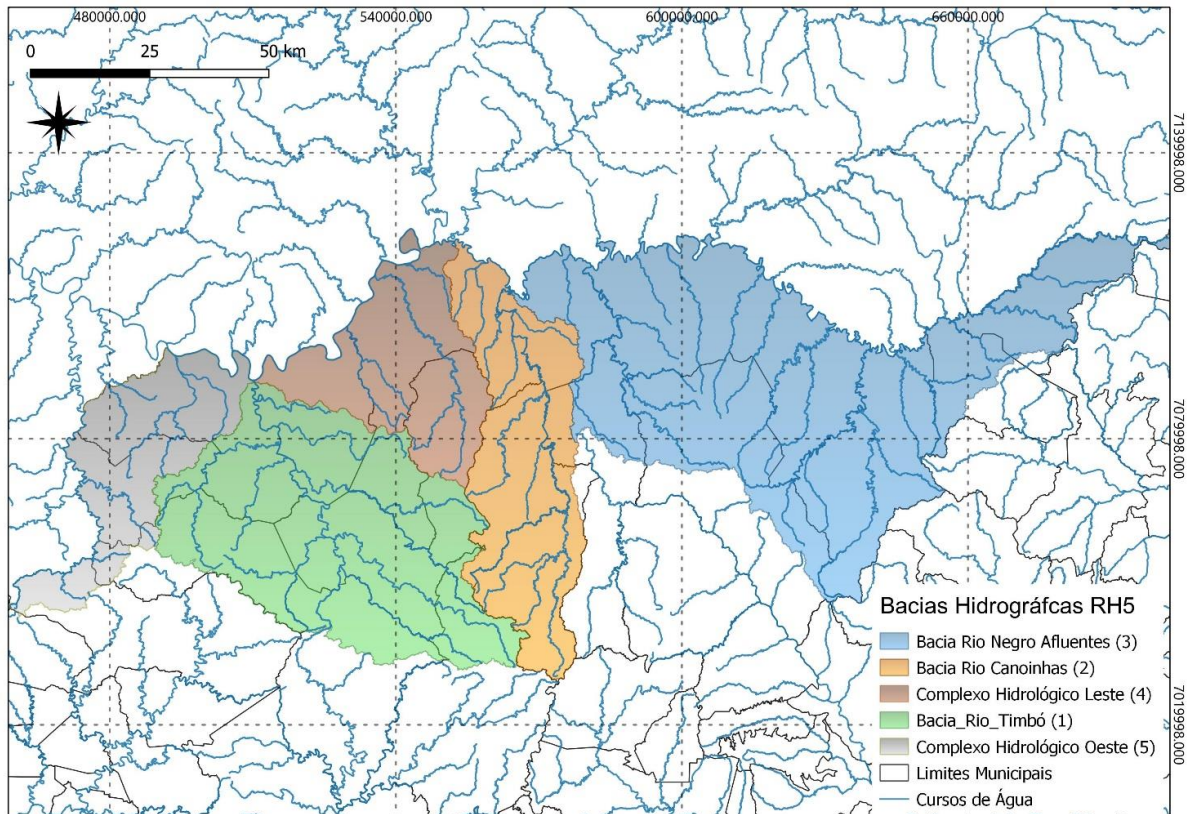 480000.000 540000.000 600000.000 660000.000
0 25 50 km
7139998.000
7079998.000
7019998.000
Bacias Hidrográfcas RH5
Bacia Rio Negro Afluentes (3)
Bacia Rio Canoinhas (2)
Complexo Hidrológico Leste (4)
Bacia_Rio_Timbó (1)
Complexo Hidrológico Oeste (5)
Limites Municipais
Cursos de Água